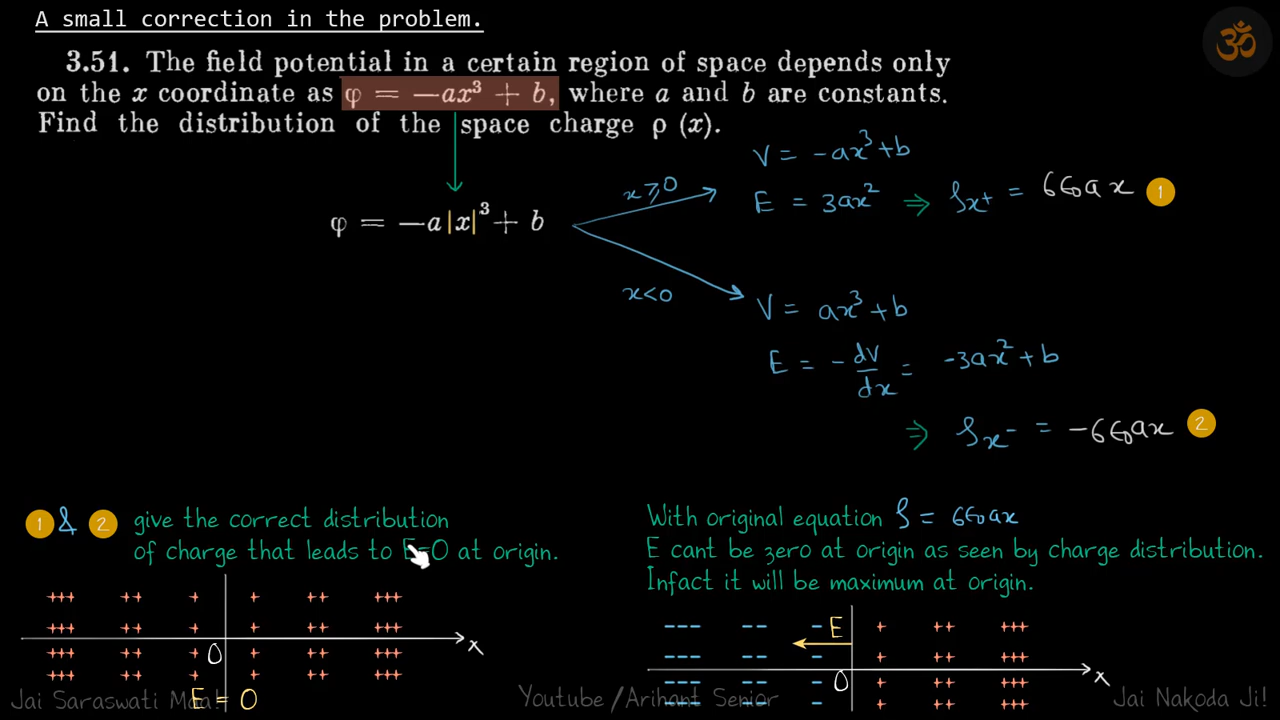 A small correction in the problem.
3.51. The field potential in a certain region of space depends only
on the x coordinate as φ = −ax³ + b, where a and b are constants.
Find the distribution of the space charge ρ (x).
φ = −a|x|³ + b
x ≥ 0
V = −ax³+b
E = 3ax² ⇒ ρx⁺ = 6ϵ₀ax 1
x<0
V = ax³+b
E = −dV/dx = −3ax²+b
⇒ ρx⁻ = −6ϵ₀ax 2
1 & 2 give the correct distribution
of charge that leads to E=0 at origin.
+++ ++ + + ++ +++
+++ ++ + + ++ +++
O x
+++ ++ + + ++ +++
+++ ++ + + ++ +++
E = 0
With original equation ρ = 6ϵ₀ax
E cant be zero at origin as seen by charge distribution.
Infact it will be maximum at origin.
--- -- - E + ++ +++
--- -- - + ++ +++
O x
--- -- - + ++ +++
--- -- - + ++ +++
Jai Saraswati Maa!
Youtube /Arihant Senior
Jai Nakoda Ji!
ॐ